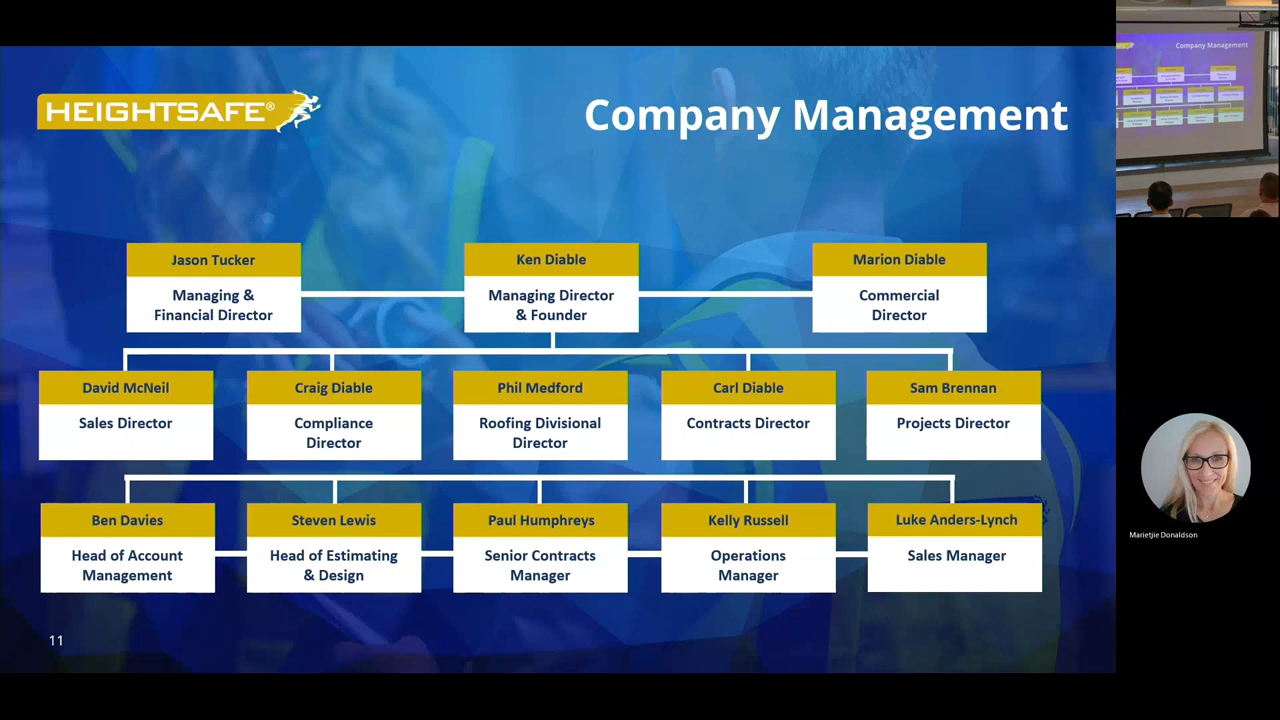 HEIGHTSAFE®
Company Management
Company Management
Jason Tucker
Managing &
Financial Director
Ken Diable
Managing Director
& Founder
Marion Diable
Commercial
Director
David McNeil
Sales Director
Craig Diable
Compliance
Director
Phil Medford
Roofing Divisional
Director
Carl Diable
Contracts Director
Sam Brennan
Projects Director
Ben Davies
Head of Account
Management
Steven Lewis
Head of Estimating
& Design
Paul Humphreys
Senior Contracts
Manager
Kelly Russell
Operations
Manager
Luke Anders-Lynch
Sales Manager
Marietjie Donaldson
11